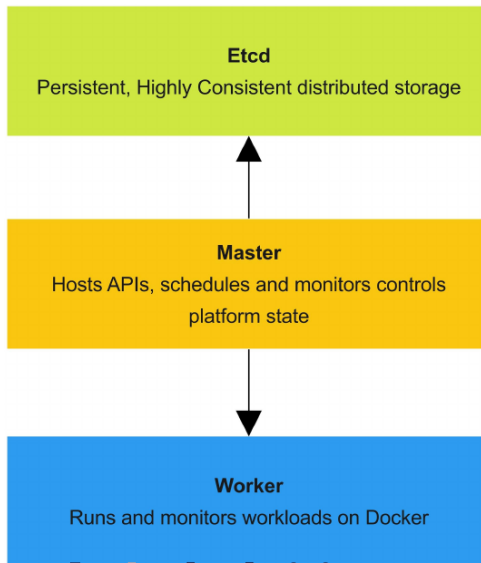 Etcd
Persistent, Highly Consistent distributed storage
Master
Hosts APIs, schedules and monitors controls
platform state
Worker
Runs and monitors workloads on Docker